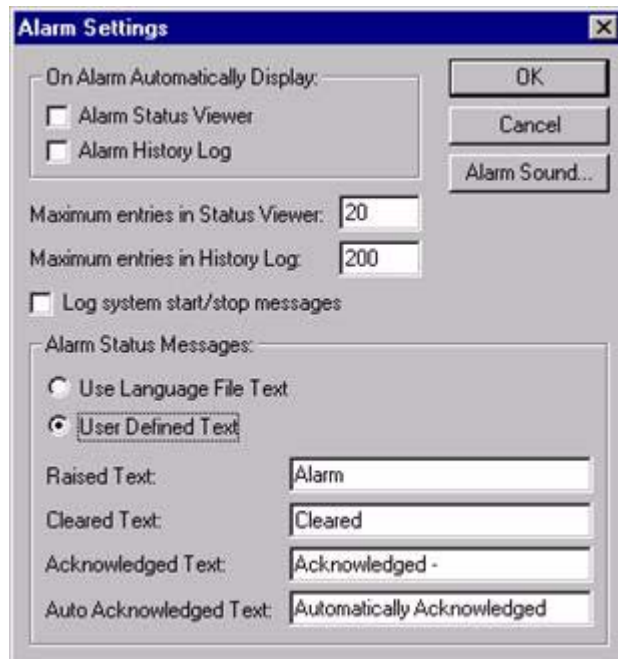 Alarm Settings
On Alarm Automatically Display:
Alarm Status Viewer
Alarm History Log
OK
Cancel
Alarm Sound...
Maximum entries in Status Viewer: 20
Maximum entries in History Log: 200
Log system start/stop messages
Alarm Status Messages:
Use Language File Text
User Defined Text
Raised Text: Alarm
Cleared Text: Cleared
Acknowledged Text: Acknowledged -
Auto Acknowledged Text: Automatically Acknowledged